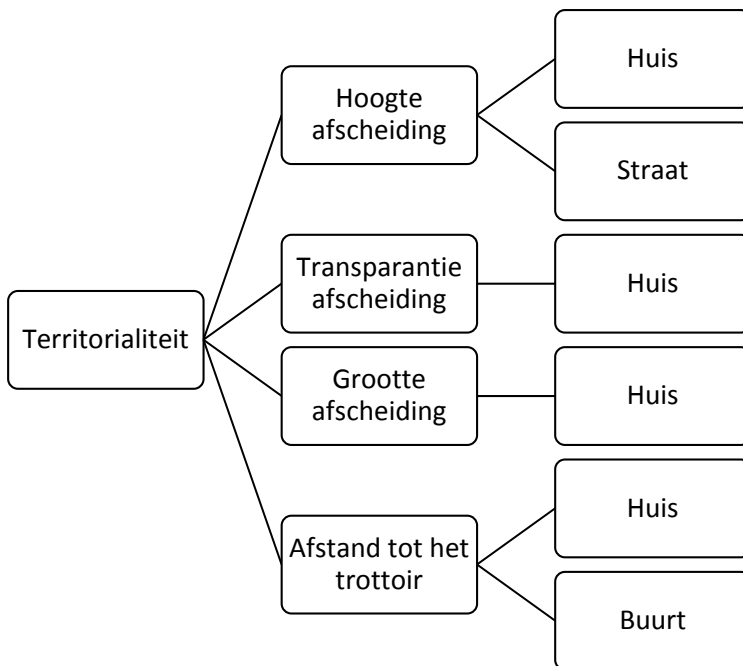 Territorialiteit
Hoogte
afscheiding
Huis
Straat
Transparantie
afscheiding
Huis
Grootte
afscheiding
Huis
Afstand tot het
trottoir
Huis
Buurt